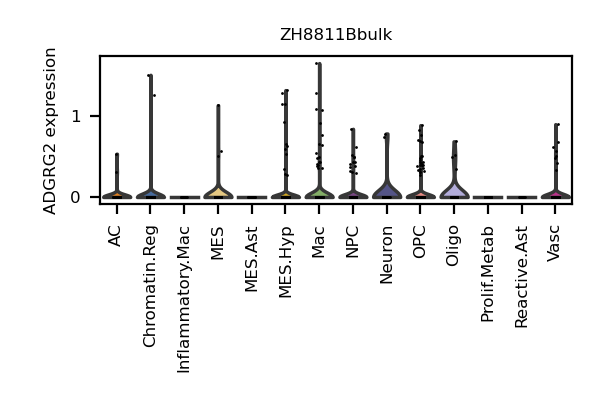 ZH8811Bbulk
ADGRG2 expression
1
0
AC
Chromatin.Reg
Inflammatory.Mac
MES
MES.Ast
MES.Hyp
Mac
NPC
Neuron
OPC
Oligo
Prolif.Metab
Reactive.Ast
Vasc